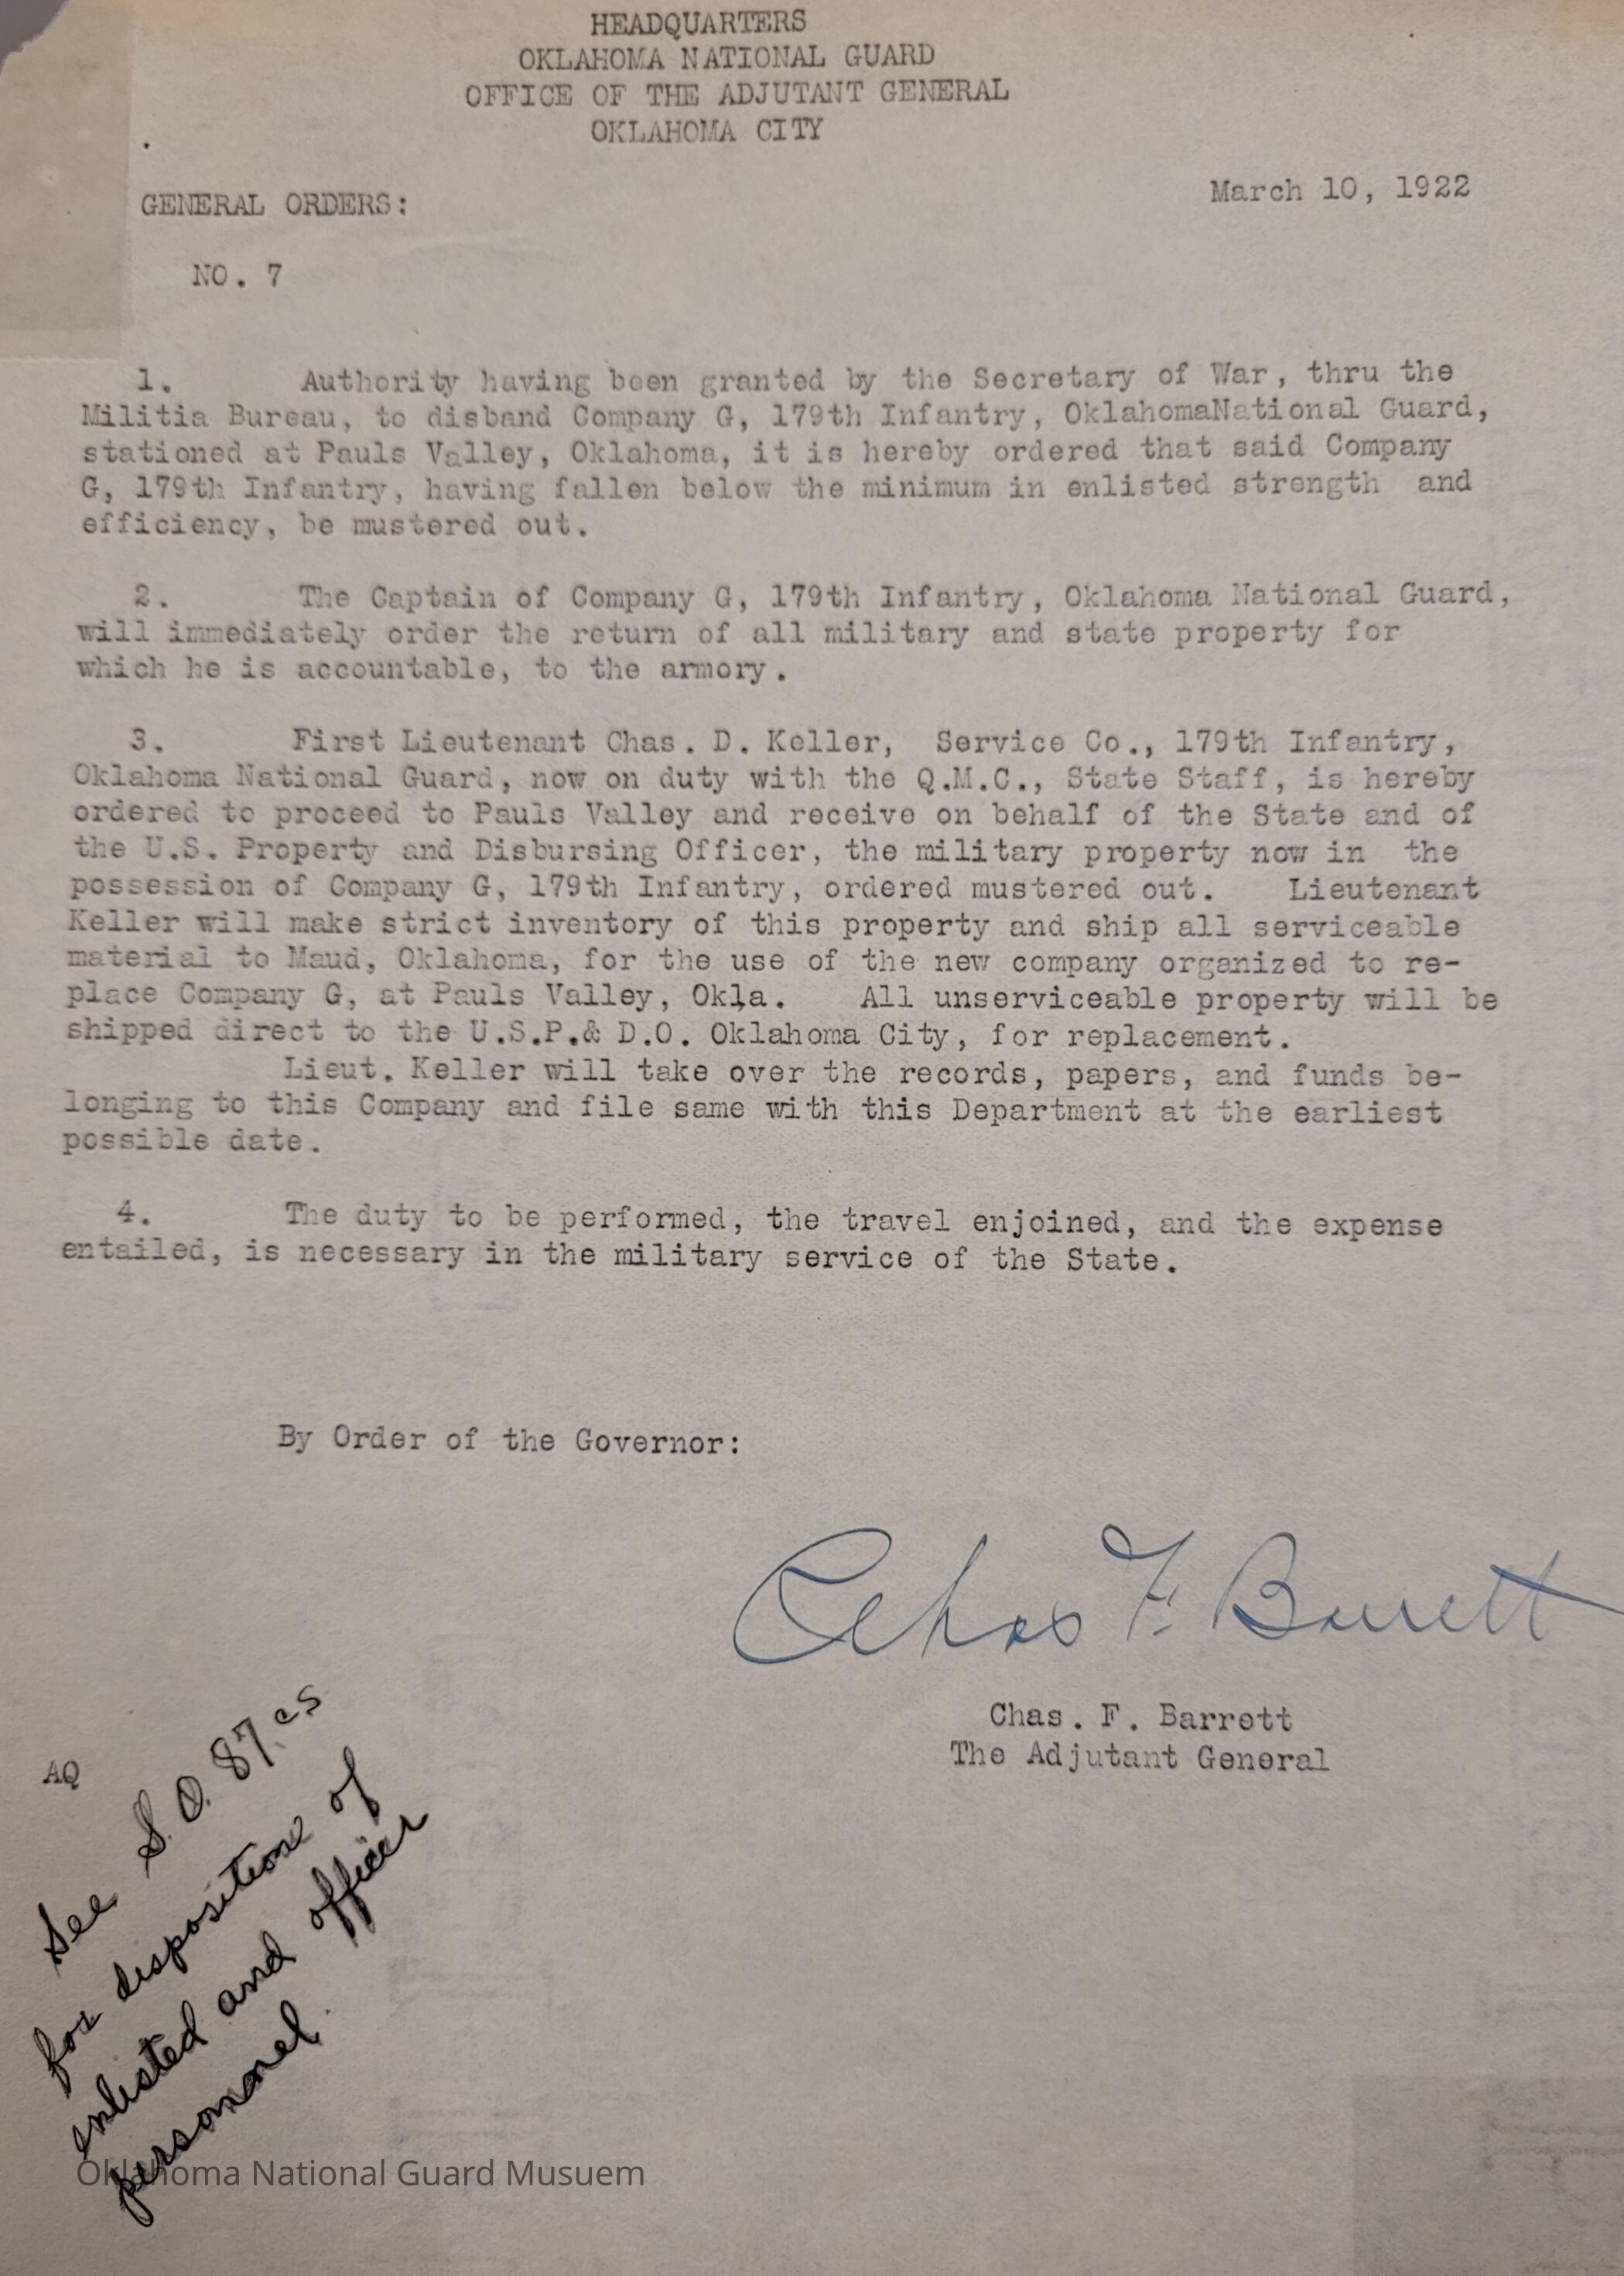 HEADQUARTERS
OKLAHOMA NATIONAL GUARD
OFFICE OF THE ADJUTANT GENERAL
OKLAHOMA CITY
March 10, 1922
GENERAL ORDERS:
NO. 7
1. Authority having been granted by the Secretary of War, thru the
Militia Bureau, to disband Company G, 179th Infantry, OklahomaNational Guard,
stationed at Pauls Valley, Oklahoma, it is hereby ordered that said Company
G, 179th Infantry, having fallen below the minimum in enlisted strength and
efficiency, be mustered out.
2. The Captain of Company G, 179th Infantry, Oklahoma National Guard,
will immediately order the return of all military and state property for
which he is accountable, to the armory.
3. First Lieutenant Chas. D. Keller, Service Co., 179th Infantry,
Oklahoma National Guard, now on duty with the Q.M.C., State Staff, is hereby
ordered to proceed to Pauls Valley and receive on behalf of the State and of
the U.S. Property and Disbursing Officer, the military property now in the
possession of Company G, 179th Infantry, ordered mustered out. Lieutenant
Keller will make strict inventory of this property and ship all serviceable
material to Maud, Oklahoma, for the use of the new company organized to re-
place Company G, at Pauls Valley, Okla. All unserviceable property will be
shipped direct to the U.S.P.& D.O. Oklahoma City, for replacement.
Lieut. Keller will take over the records, papers, and funds be-
longing to this Company and file same with this Department at the earliest
possible date.
4. The duty to be performed, the travel enjoined, and the expense
entailed, is necessary in the military service of the State.
By Order of the Governor:
Chas F. Barrett
Chas. F. Barrett
The Adjutant General
AQ
See S.O. 87 cs
for disposition of
enlisted and officer
personnel.
Oklahoma National Guard Musuem